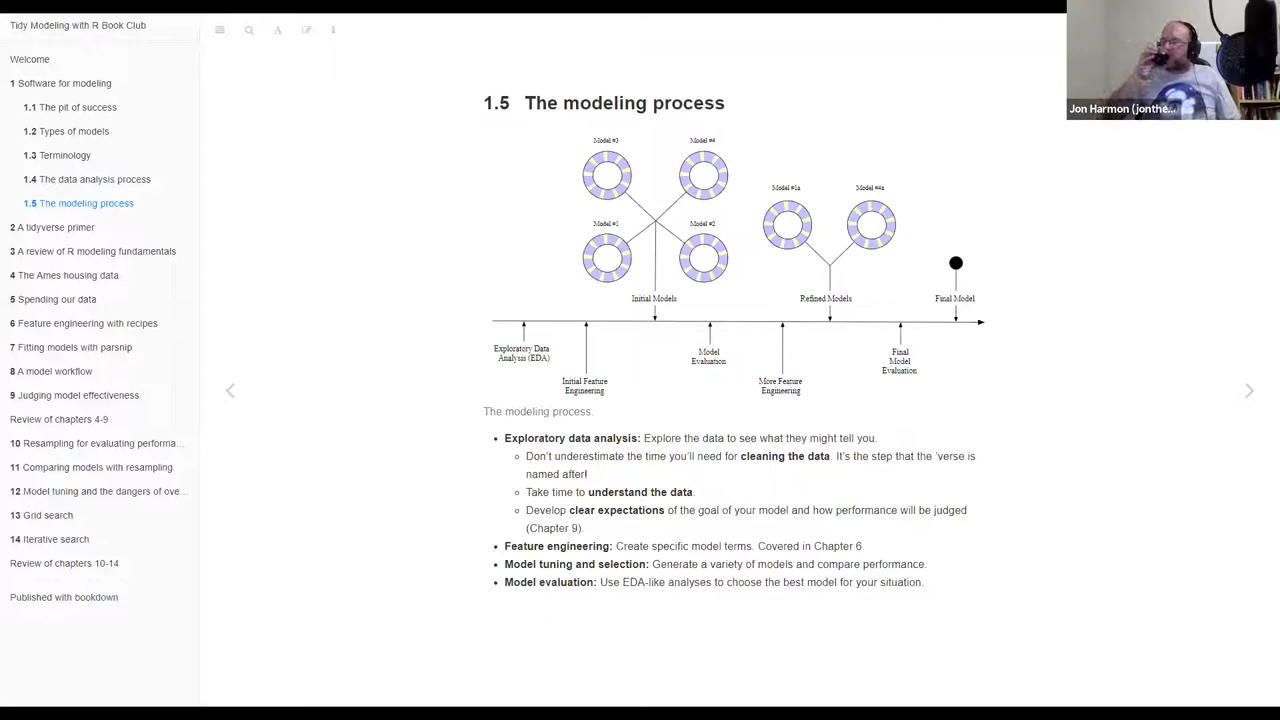 Tidy Modeling with R Book Club
Welcome
1 Software for modeling
1.1 The pit of success
1.2 Types of models
1.3 Terminology
1.4 The data analysis process
1.5 The modeling process
2 A tidyverse primer
3 A review of R modeling fundamentals
4 The Ames housing data
5 Spending our data
6 Feature engineering with recipes
7 Fitting models with parsnip
8 A model workflow
9 Judging model effectiveness
Review of chapters 4-9
10 Resampling for evaluating performa...
11 Comparing models with resampling
12 Model tuning and the dangers of ove...
13 Grid search
14 Iterative search
Review of chapters 10-14
Published with bookdown
1.5 The modeling process
Model #3
Model #4
Model #1
Model #2
Model #1a
Model #4a
Initial Models
Refined Models
Final Model
Exploratory Data
Analysis (EDA)
Initial Feature
Engineering
Model
Evaluation
More Feature
Engineering
Final
Model
Evaluation
The modeling process.
• Exploratory data analysis: Explore the data to see what they might tell you.
◦ Don't underestimate the time you'll need for cleaning the data. It's the step that the 'verse is
named after!
◦ Take time to understand the data.
◦ Develop clear expectations of the goal of your model and how performance will be judged
(Chapter 9).
• Feature engineering: Create specific model terms. Covered in Chapter 6.
• Model tuning and selection: Generate a variety of models and compare performance.
• Model evaluation: Use EDA-like analyses to choose the best model for your situation.
Jon Harmon (jonthe...